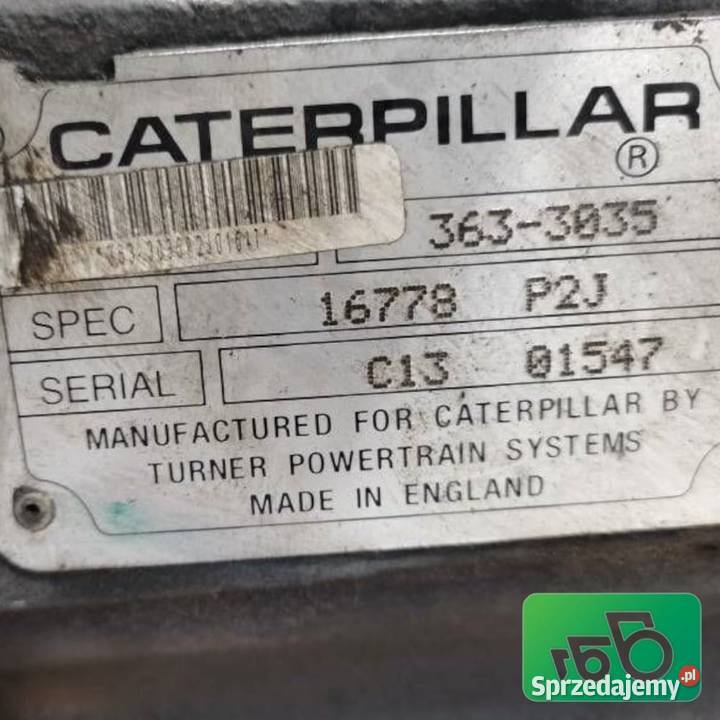 CATERPILLAR
®
363-3035
SPEC 16778 P2J
SERIAL C13 01547
MANUFACTURED FOR CATERPILLAR BY
TURNER POWERTRAIN SYSTEMS
MADE IN ENGLAND
Sprzedajemy.pl